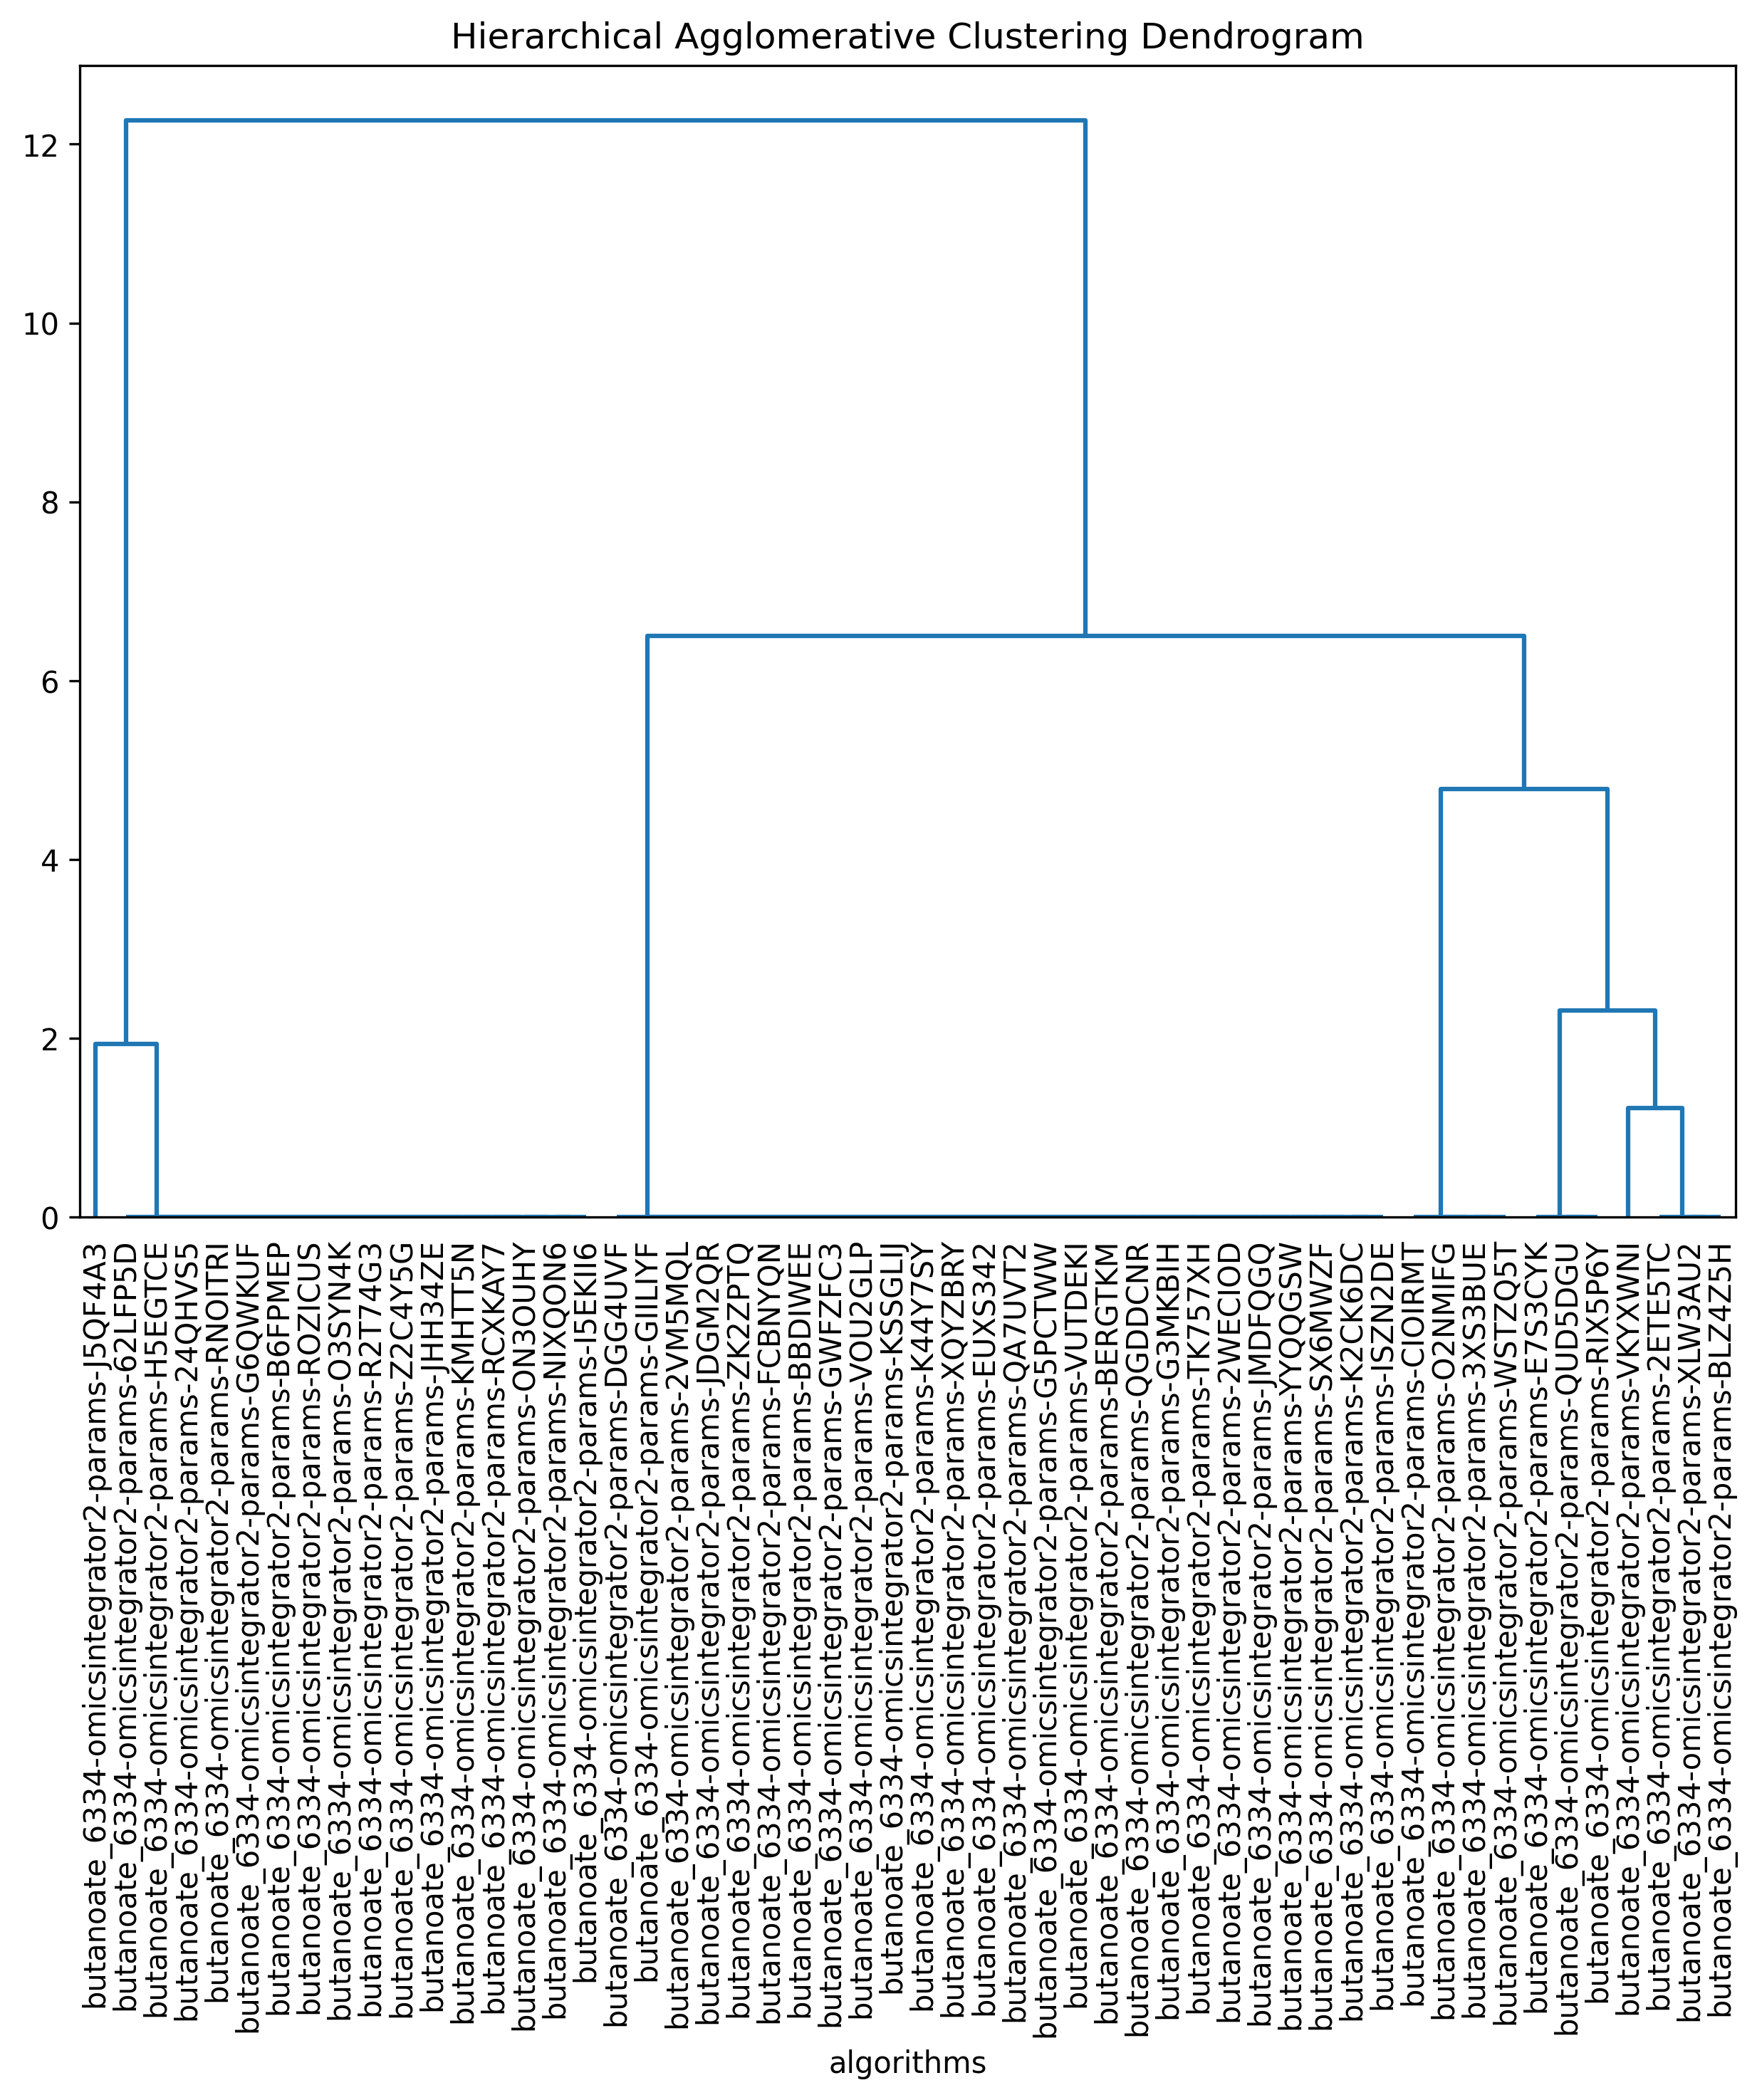 Hierarchical Agglomerative Clustering Dendrogram
12
10
8
6
4
2
0
butanoate_6334-omicsintegrator2-params-J5QF4A3
butanoate_6334-omicsintegrator2-params-62LFP5D
butanoate_6334-omicsintegrator2-params-H5EGTCE
butanoate_6334-omicsintegrator2-params-24QHVS5
butanoate_6334-omicsintegrator2-params-RNOITRI
butanoate_6334-omicsintegrator2-params-G6QWKUF
butanoate_6334-omicsintegrator2-params-B6FPMEP
butanoate_6334-omicsintegrator2-params-ROZICUS
butanoate_6334-omicsintegrator2-params-O3SYN4K
butanoate_6334-omicsintegrator2-params-R2T74G3
butanoate_6334-omicsintegrator2-params-Z2C4Y5G
butanoate_6334-omicsintegrator2-params-JHH34ZE
butanoate_6334-omicsintegrator2-params-KMHTT5N
butanoate_6334-omicsintegrator2-params-RCXKAY7
butanoate_6334-omicsintegrator2-params-ON3OUHY
butanoate_6334-omicsintegrator2-params-NIXQON6
butanoate_6334-omicsintegrator2-params-I5EKII6
butanoate_6334-omicsintegrator2-params-DGG4UVF
butanoate_6334-omicsintegrator2-params-GIILIYF
butanoate_6334-omicsintegrator2-params-2VM5MQL
butanoate_6334-omicsintegrator2-params-JDGM2QR
butanoate_6334-omicsintegrator2-params-ZK2ZPTQ
butanoate_6334-omicsintegrator2-params-FCBNYQN
butanoate_6334-omicsintegrator2-params-BBDIWEE
butanoate_6334-omicsintegrator2-params-GWFZFC3
butanoate_6334-omicsintegrator2-params-VOU2GLP
butanoate_6334-omicsintegrator2-params-KSSGLIJ
butanoate_6334-omicsintegrator2-params-K44Y7SY
butanoate_6334-omicsintegrator2-params-XQYZBRY
butanoate_6334-omicsintegrator2-params-EUXS342
butanoate_6334-omicsintegrator2-params-QA7UVT2
butanoate_6334-omicsintegrator2-params-G5PCTWW
butanoate_6334-omicsintegrator2-params-VUTDEKI
butanoate_6334-omicsintegrator2-params-BERGTKM
butanoate_6334-omicsintegrator2-params-QGDDCNR
butanoate_6334-omicsintegrator2-params-G3MKBIH
butanoate_6334-omicsintegrator2-params-TK757XH
butanoate_6334-omicsintegrator2-params-2WECIOD
butanoate_6334-omicsintegrator2-params-JMDFQGQ
butanoate_6334-omicsintegrator2-params-YYQQGSW
butanoate_6334-omicsintegrator2-params-SX6MWZF
butanoate_6334-omicsintegrator2-params-K2CK6DC
butanoate_6334-omicsintegrator2-params-ISZN2DE
butanoate_6334-omicsintegrator2-params-CIOIRMT
butanoate_6334-omicsintegrator2-params-O2NMIFG
butanoate_6334-omicsintegrator2-params-3XS3BUE
butanoate_6334-omicsintegrator2-params-WSTZQ5T
butanoate_6334-omicsintegrator2-params-E7S3CYK
butanoate_6334-omicsintegrator2-params-QUD5DGU
butanoate_6334-omicsintegrator2-params-RIX5P6Y
butanoate_6334-omicsintegrator2-params-VKYXWNI
butanoate_6334-omicsintegrator2-params-2ETE5TC
butanoate_6334-omicsintegrator2-params-XLW3AU2
butanoate_6334-omicsintegrator2-params-BLZ4Z5H
algorithms